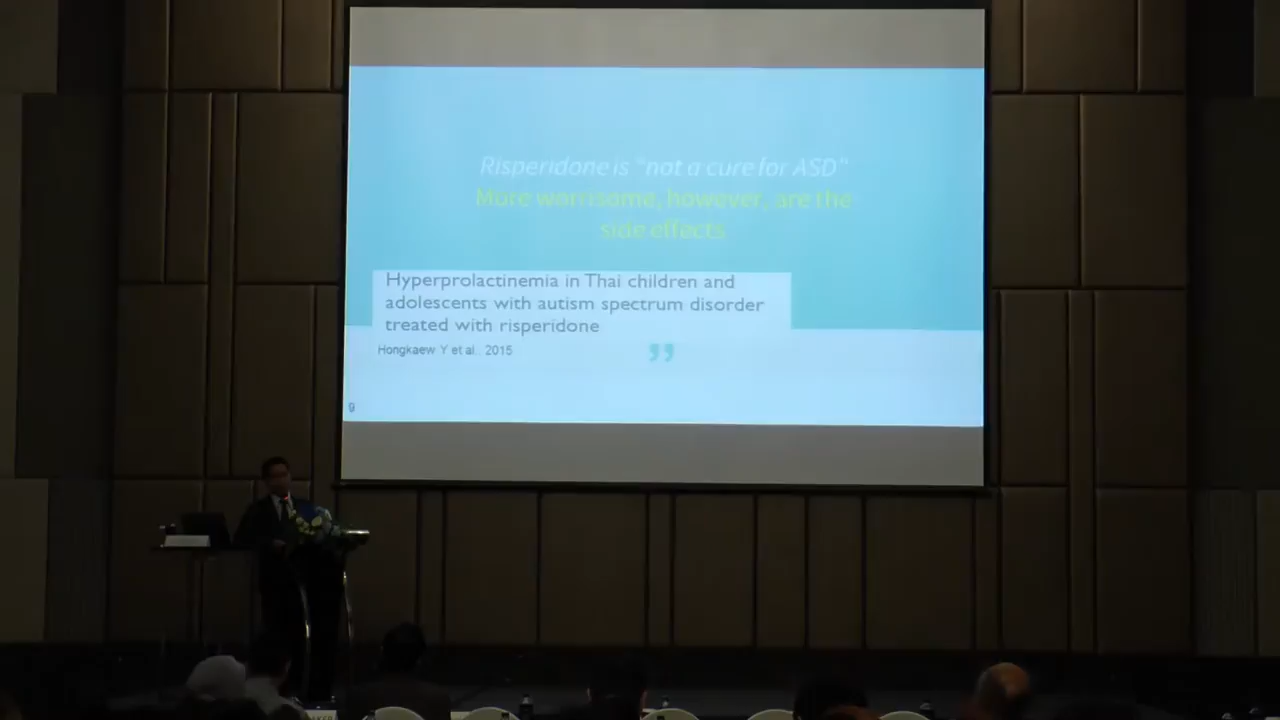 Risperidone is "not a cure for ASD"
More worrisome, however, are the
side effects
Hyperprolactinemia in Thai children and
adolescents with autism spectrum disorder
treated with risperidone
Hongkaew Y et al., 2015
”
9